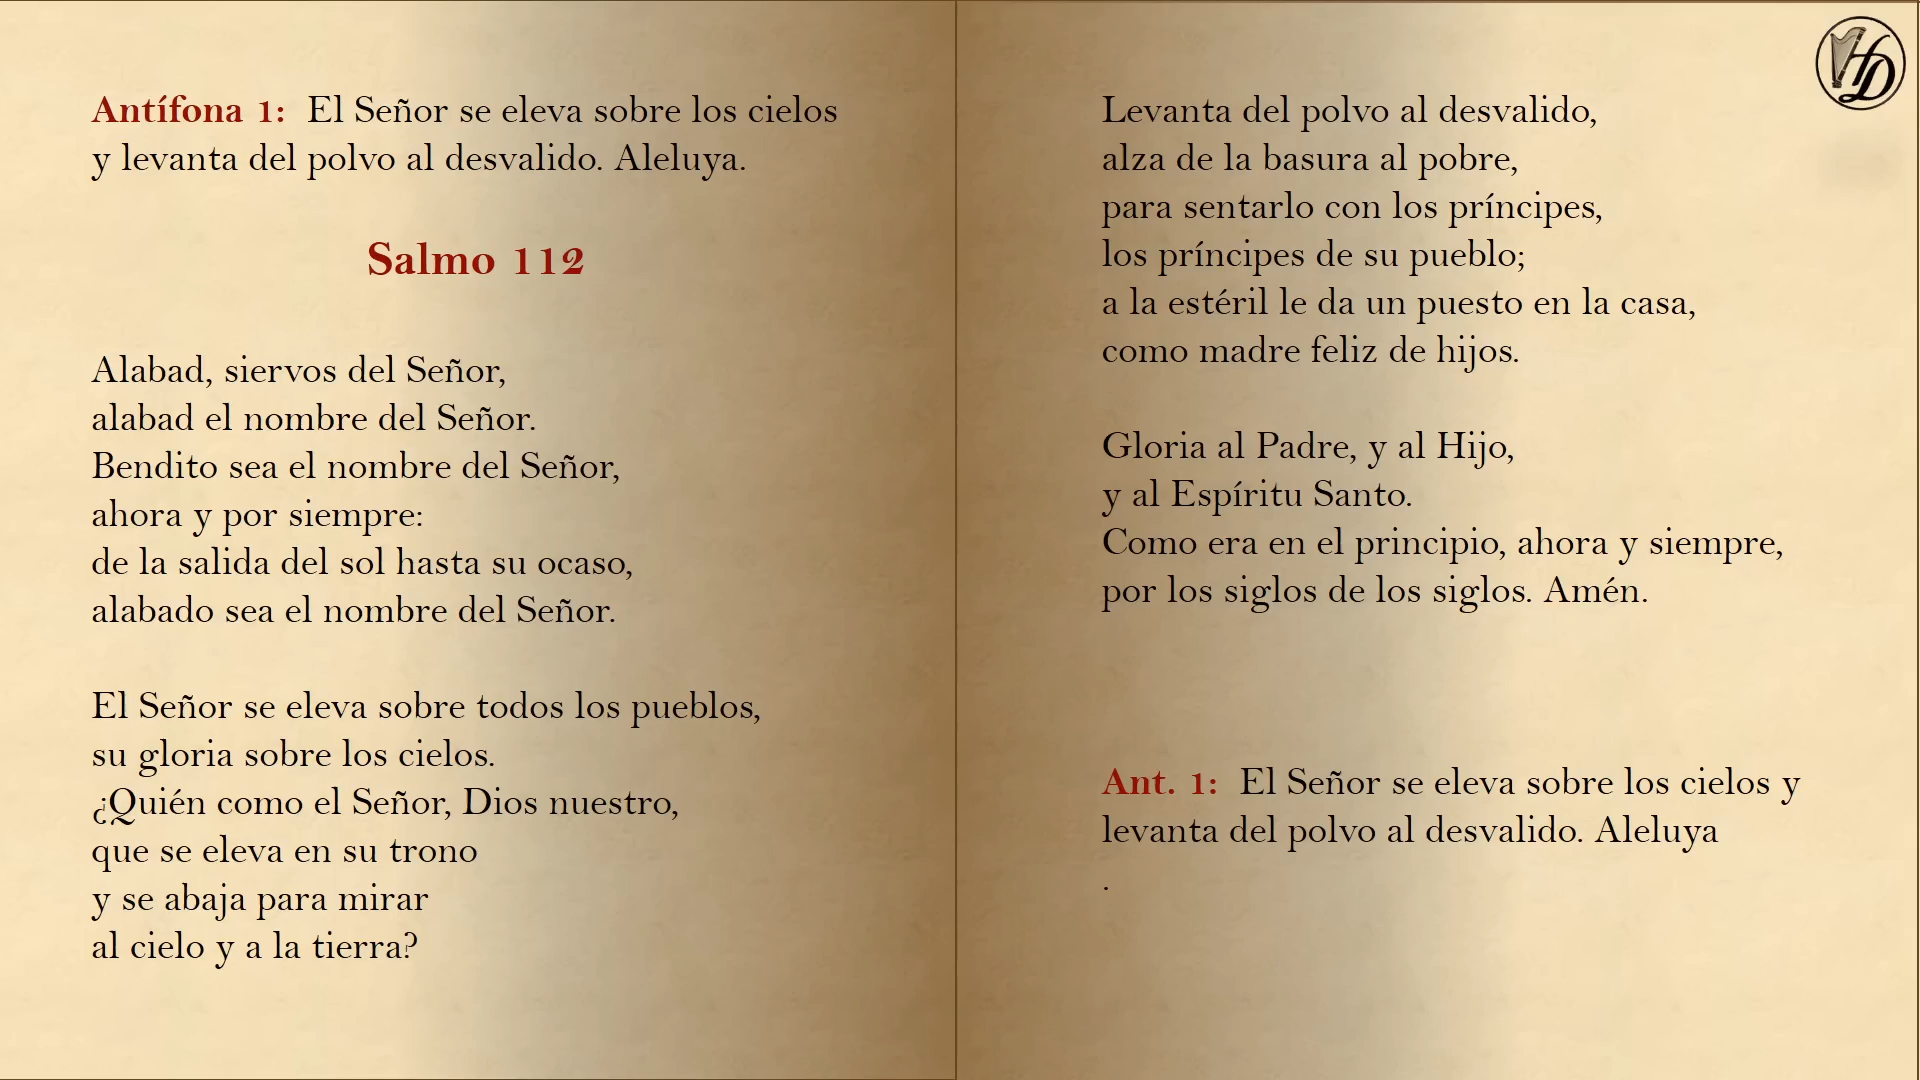 Antífona 1: El Señor se eleva sobre los cielos
y levanta del polvo al desvalido. Aleluya.
Salmo 112
Alabad, siervos del Señor,
alabad el nombre del Señor.
Bendito sea el nombre del Señor,
ahora y por siempre:
de la salida del sol hasta su ocaso,
alabado sea el nombre del Señor.
El Señor se eleva sobre todos los pueblos,
su gloria sobre los cielos.
¿Quién como el Señor, Dios nuestro,
que se eleva en su trono
y se abaja para mirar
al cielo y a la tierra?
HD
Levanta del polvo al desvalido,
alza de la basura al pobre,
para sentarlo con los príncipes,
los príncipes de su pueblo;
a la estéril le da un puesto en la casa,
como madre feliz de hijos.
Gloria al Padre, y al Hijo,
y al Espíritu Santo.
Como era en el principio, ahora y siempre,
por los siglos de los siglos. Amén.
Ant. 1: El Señor se eleva sobre los cielos y
levanta del polvo al desvalido. Aleluya
.